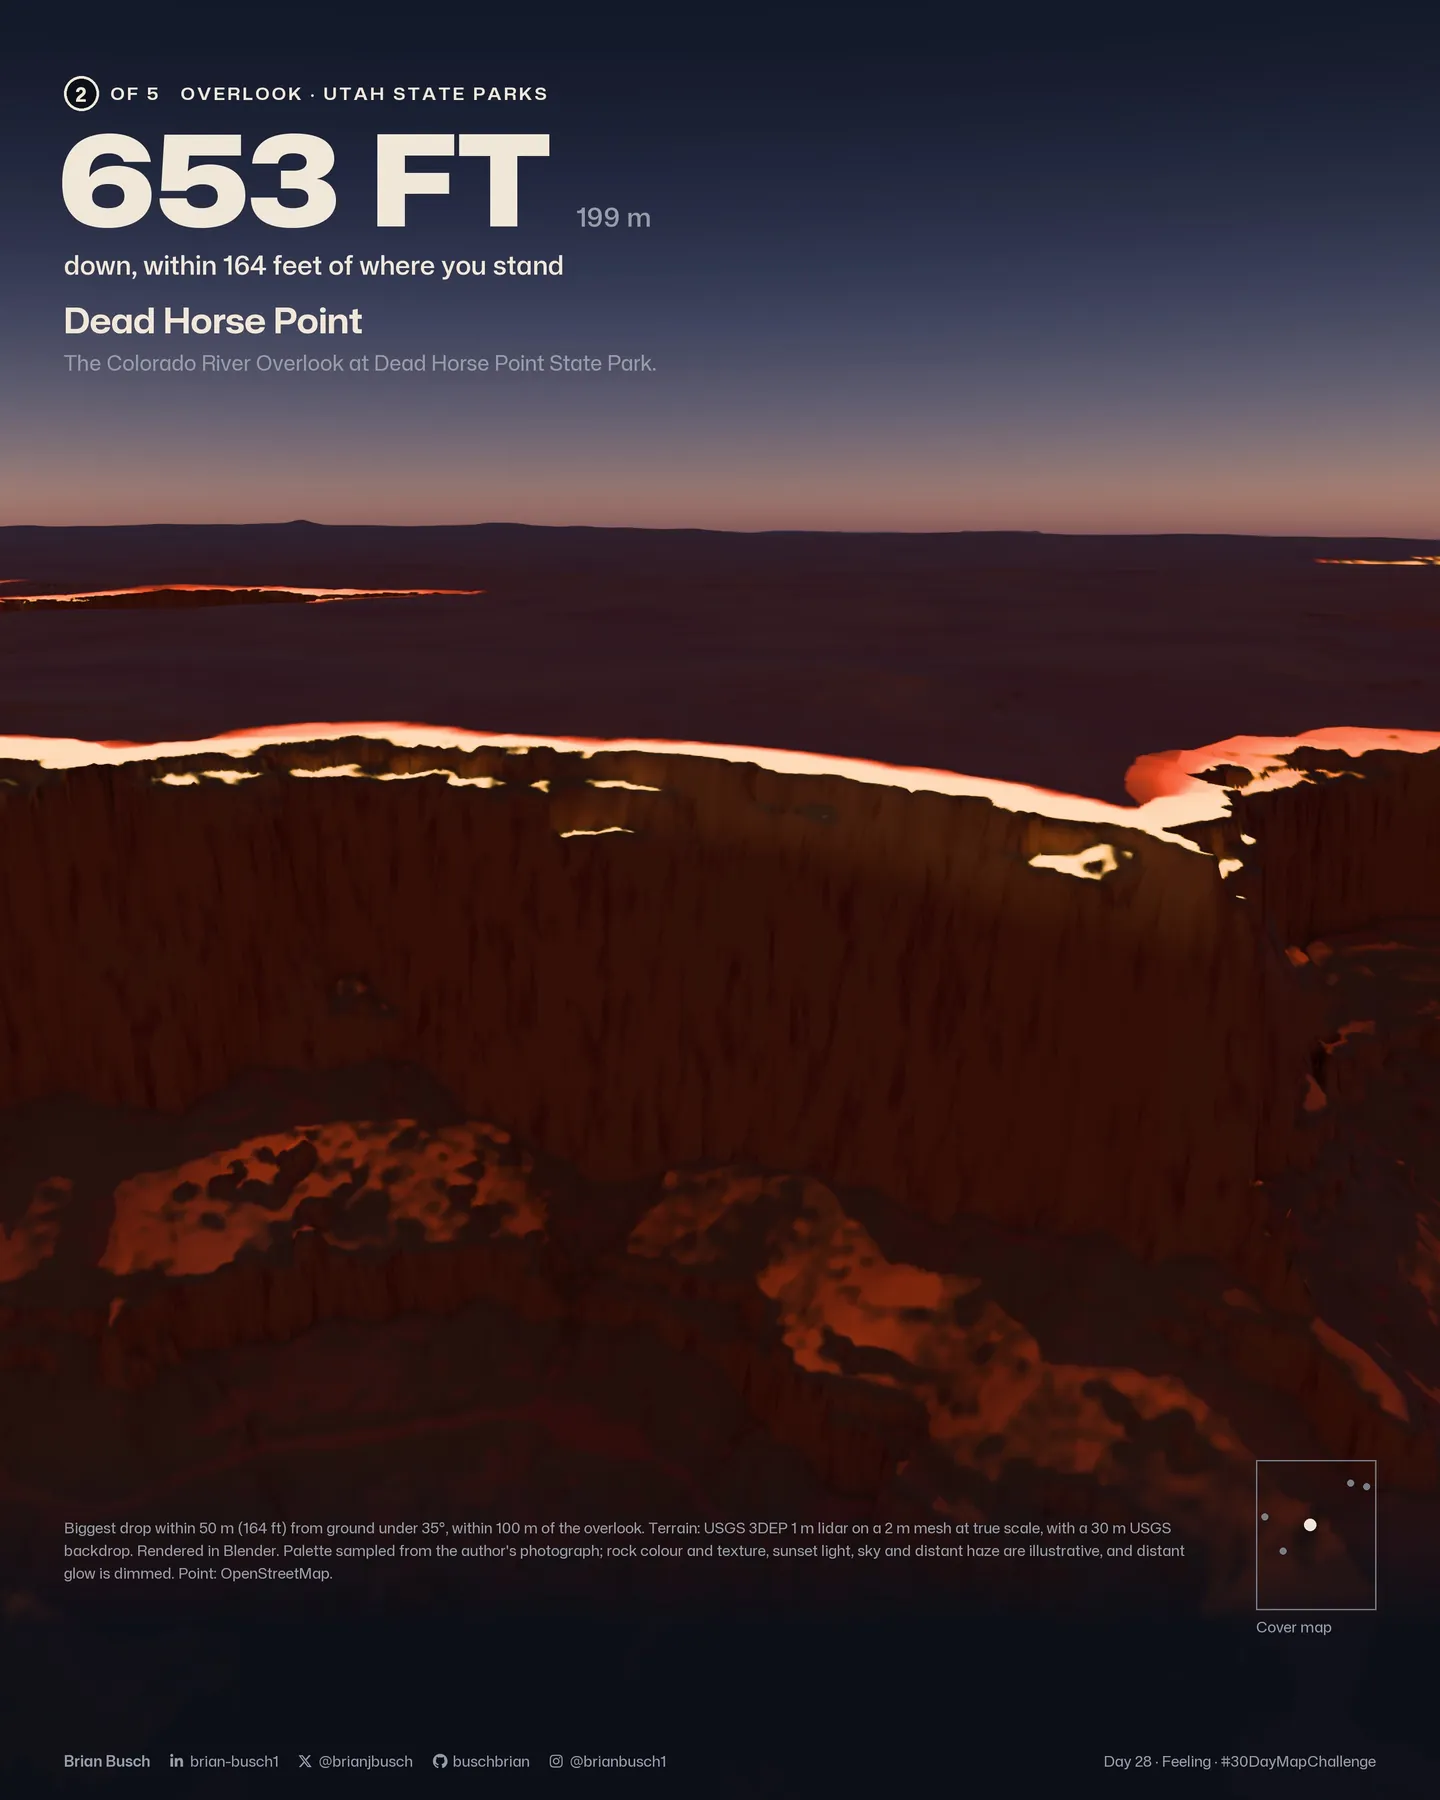 2 OF 5 OVERLOOK · UTAH STATE PARKS
653 FT 199 m
down, within 164 feet of where you stand
Dead Horse Point
The Colorado River Overlook at Dead Horse Point State Park.
Biggest drop within 50 m (164 ft) from ground under 35°, within 100 m of the overlook. Terrain: USGS 3DEP 1 m lidar on a 2 m mesh at true scale, with a 30 m USGS
backdrop. Rendered in Blender. Palette sampled from the author's photograph; rock colour and texture, sunset light, sky and distant haze are illustrative, and distant
glow is dimmed. Point: OpenStreetMap.
Cover map
Brian Busch brian-busch1 @brianjbusch buschbrian @brianbusch1 Day 28 · Feeling · #30DayMapChallenge